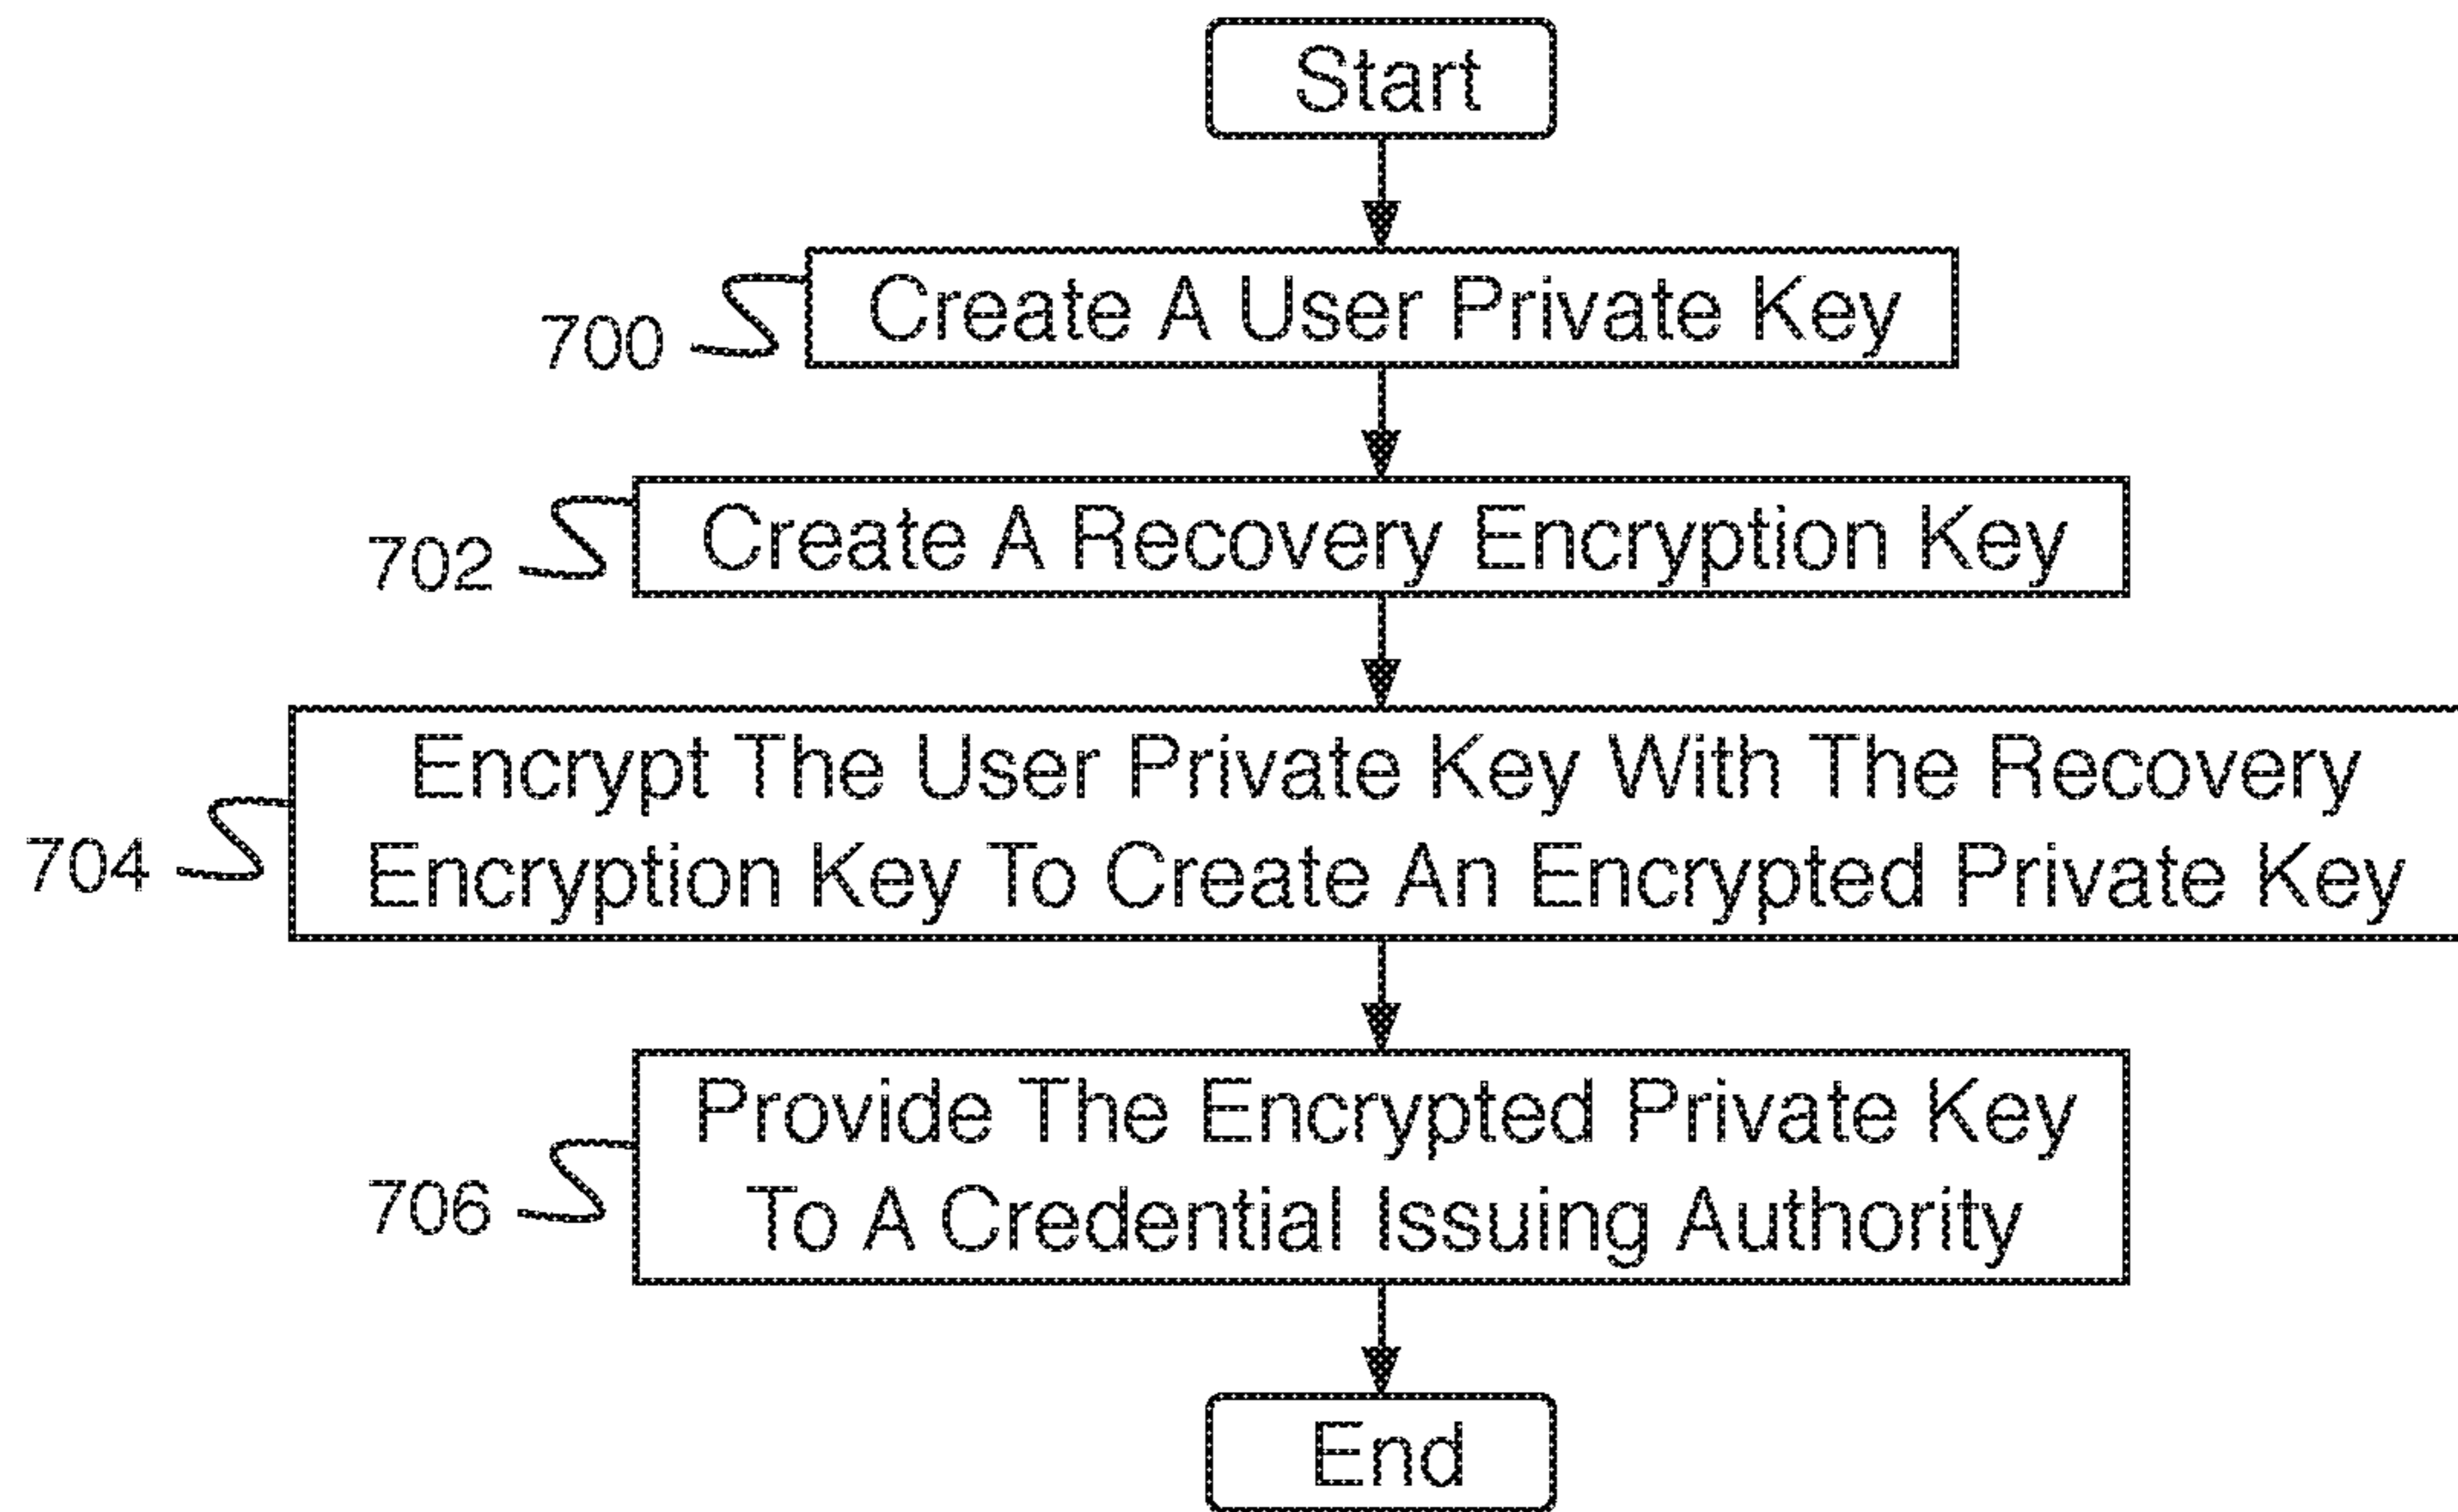 Start
700
Create A User Private Key
702
Create A Recovery Encryption Key
704
Encrypt The User Private Key With The Recovery
Encryption Key To Create An Encrypted Private Key
706
Provide The Encrypted Private Key
To A Credential Issuing Authority
End